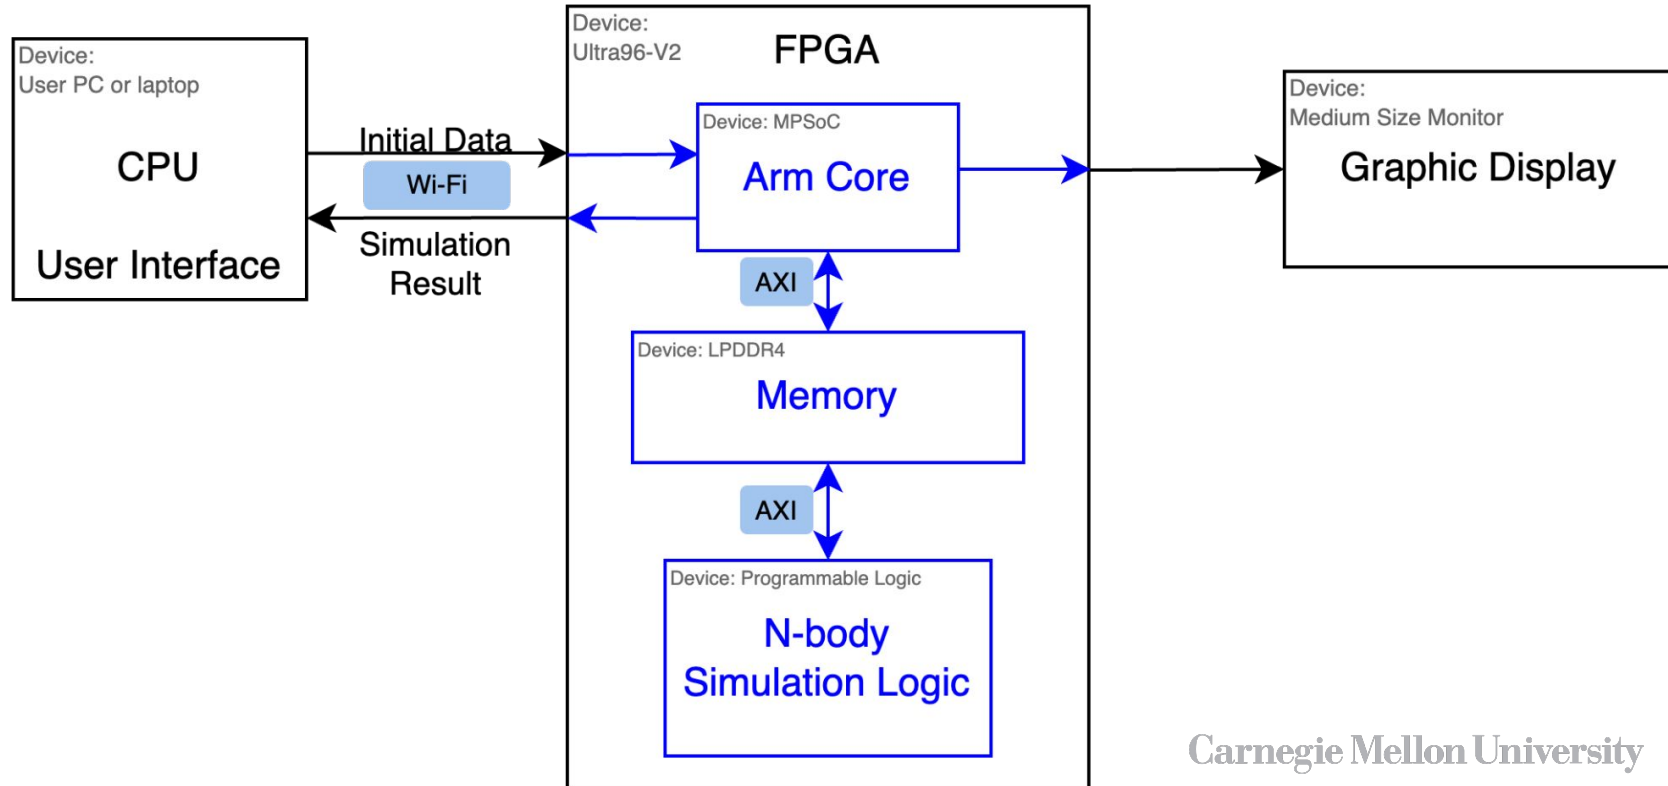 Device:
User PC or laptop
CPU
User Interface
Initial Data
Wi-Fi
Simulation
Result
Device:
Ultra96-V2
FPGA
Device: MPSoC
Arm Core
AXI
Device: LPDDR4
Memory
AXI
Device: Programmable Logic
N-body
Simulation Logic
Device:
Medium Size Monitor
Graphic Display
Carnegie Mellon University